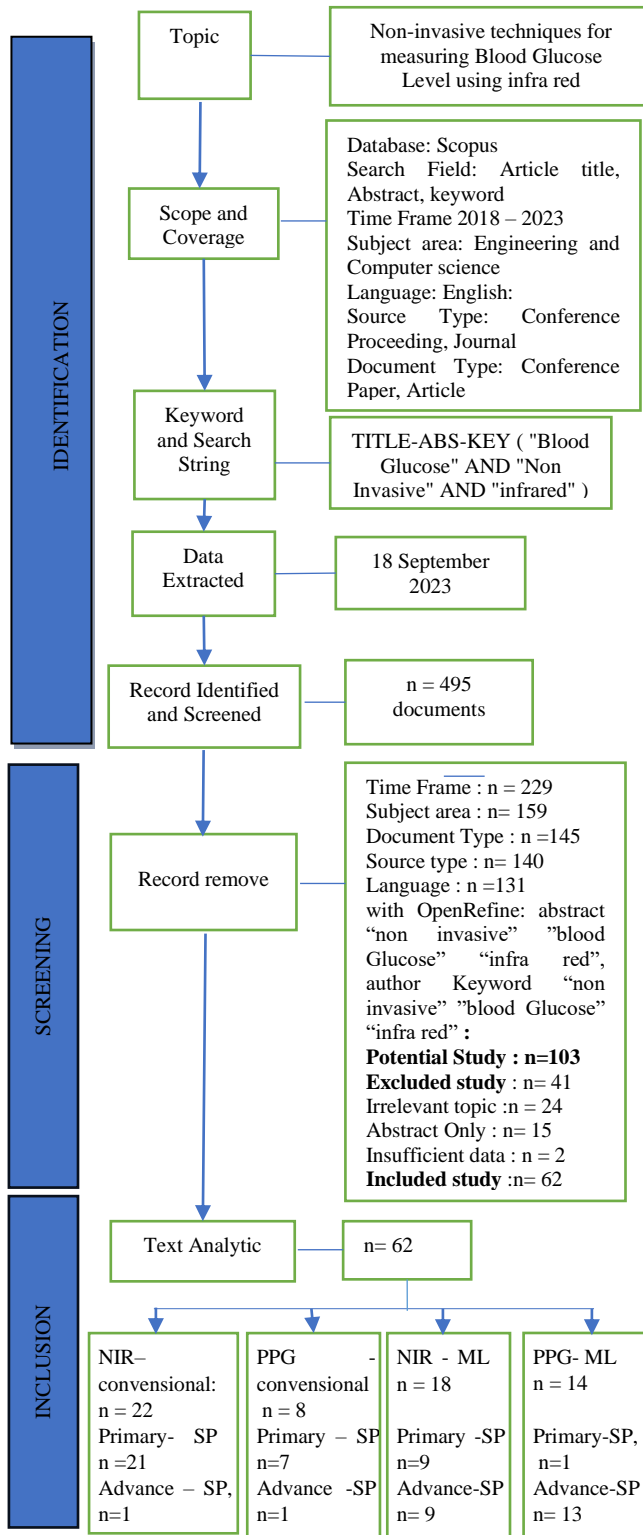 Topic
Non-invasive techniques for
measuring Blood Glucose
Level using infra red
IDENTIFICATION
Scope and
Coverage
Database: Scopus
Search Field: Article title,
Abstract, keyword
Time Frame 2018 – 2023
Subject area: Engineering and
Computer science
Language: English:
Source Type: Conference
Proceeding, Journal
Document Type: Conference
Paper, Article
Keyword
and Search
String
TITLE-ABS-KEY ( "Blood
Glucose" AND "Non
Invasive" AND "infrared" )
Data
Extracted
18 September
2023
Record Identified
and Screened
n = 495
documents
SCREENING
Record remove
Time Frame : n = 229
Subject area : n= 159
Document Type : n =145
Source type : n= 140
Language : n =131
with OpenRefine: abstract
“non invasive” ”blood
Glucose” “infra red”,
author Keyword “non
invasive” ”blood Glucose”
“infra red” :
Potential Study : n=103
Excluded study : n= 41
Irrelevant topic :n = 24
Abstract Only : n= 15
Insufficient data : n = 2
Included study :n= 62
INCLUSION
Text Analytic
n= 62
NIR–
convensional:
n = 22
Primary- SP
n =21
Advance – SP,
n=1
PPG -
convensional
n = 8
Primary – SP
n=7
Advance -SP
n=1
NIR - ML
n = 18
Primary -SP
n=9
Advance-SP
n= 9
PPG- ML
n = 14
Primary-SP,
n=1
Advance-SP
n= 13